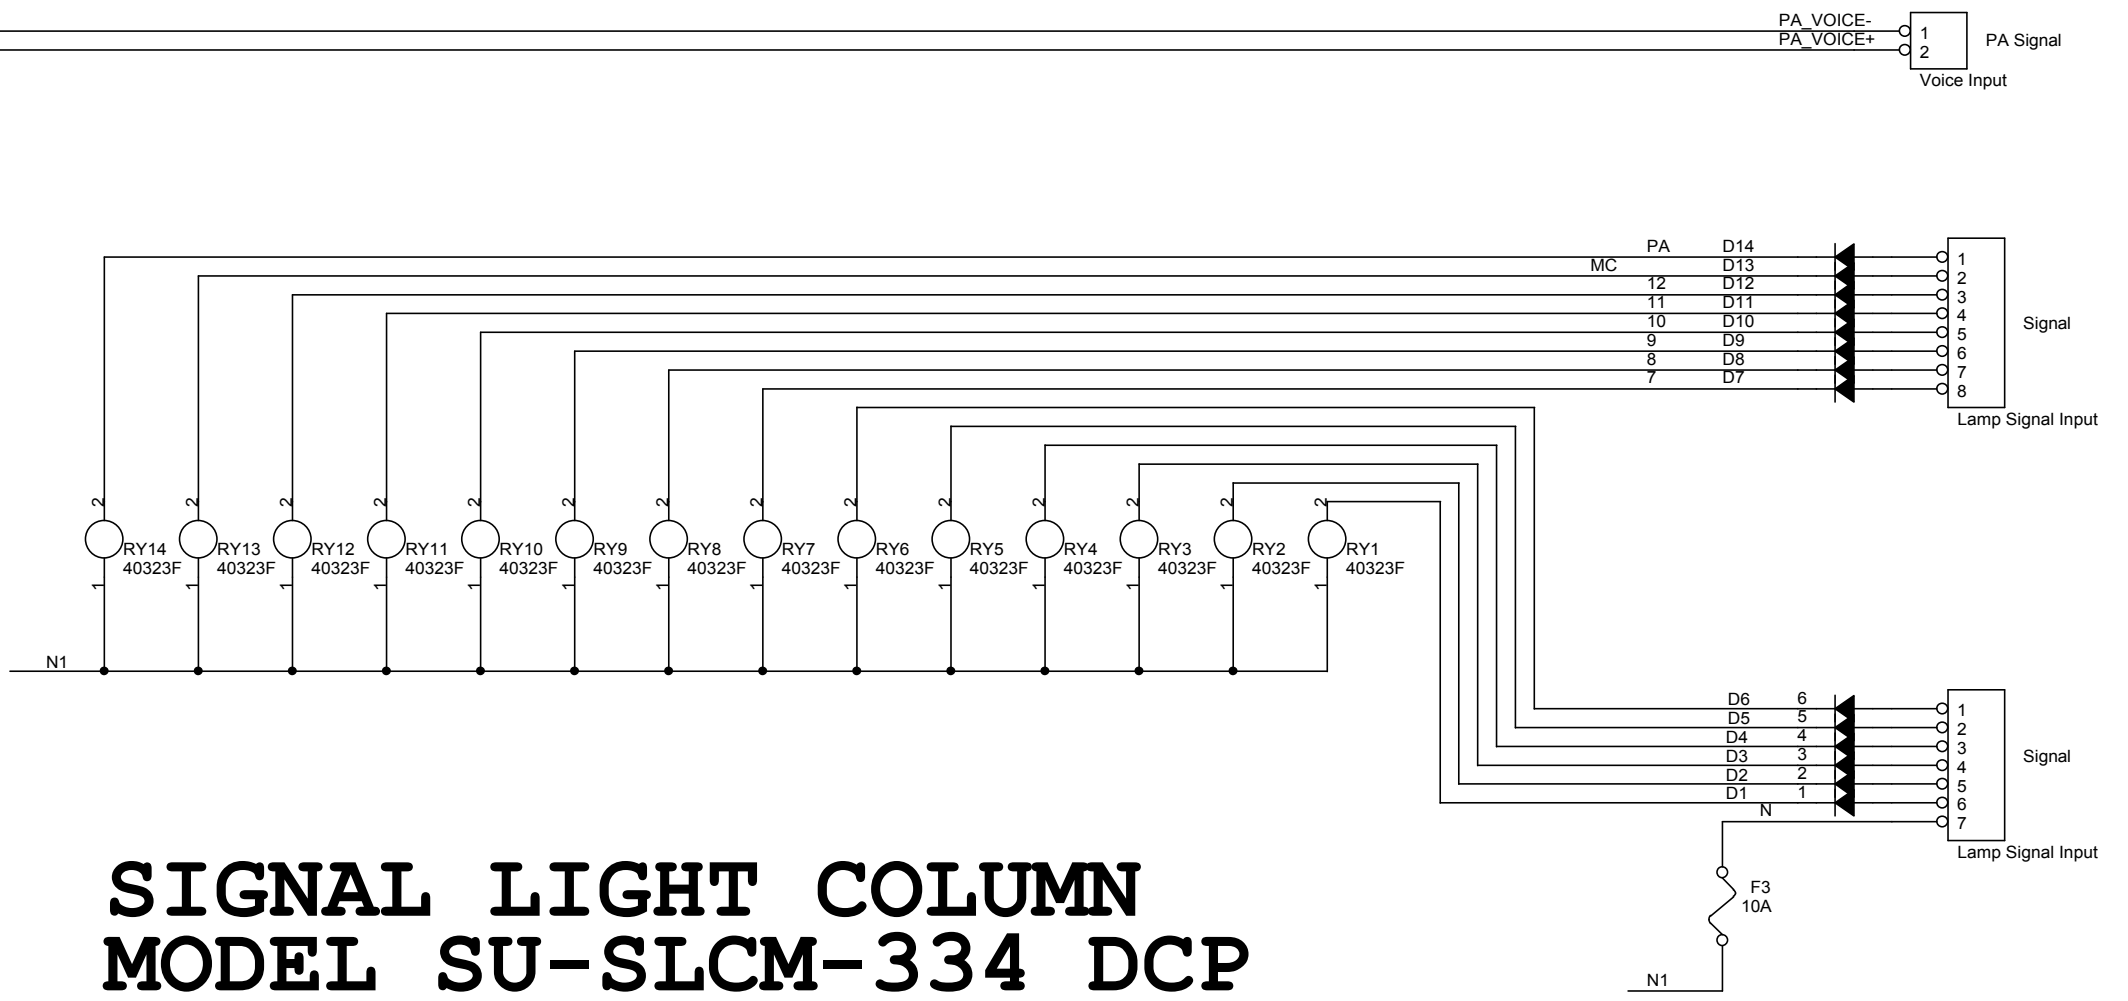 PA_VOICE-
PA_VOICE+
1
2
PA Signal
Voice Input
PA D14 1
MC D13 2
12 D12 3
11 D11 4
10 D10 5
9 D9 6
8 D8 7
7 D7 8
Signal
Lamp Signal Input
2 2 2 2 2 2 2 2 2 2 2 2 2 2
RY14 RY13 RY12 RY11 RY10 RY9 RY8 RY7 RY6 RY5 RY4 RY3 RY2 RY1
40323F 40323F 40323F 40323F 40323F 40323F 40323F 40323F 40323F 40323F 40323F 40323F 40323F 40323F
1 1 1 1 1 1 1 1 1 1 1 1 1 1
N1
D6 6 1
D5 5 2
D4 4 3
D3 3 4
D2 2 5
D1 1 6
N 7
Signal
Lamp Signal Input
F3
10A
N1
SIGNAL LIGHT COLUMN
MODEL SU-SLCM-334 DCP